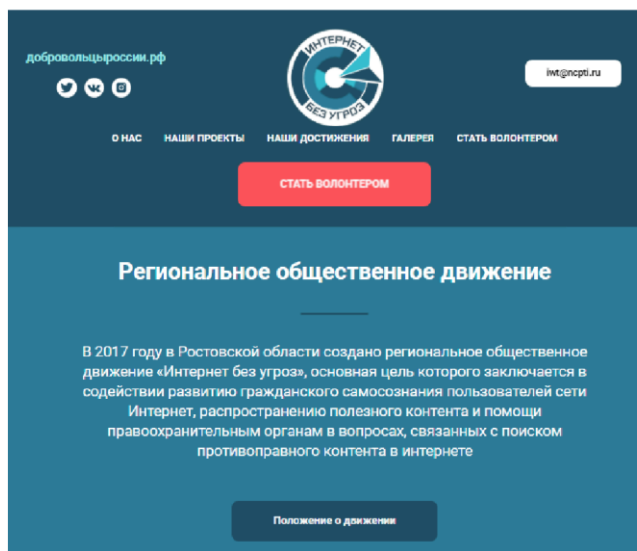 добровольцыроссии.рф
ИНТЕРНЕТ
БЕЗ УГРОЗ
iwt@ncpti.ru
О НАС НАШИ ПРОЕКТЫ НАШИ ДОСТИЖЕНИЯ ГАЛЕРЕЯ СТАТЬ ВОЛОНТЕРОМ
СТАТЬ ВОЛОНТЕРОМ
Региональное общественное движение
В 2017 году в Ростовской области создано региональное общественное
движение «Интернет без угроз», основная цель которого заключается в
содействии развитию гражданского самосознания пользователей сети
Интернет, распространению полезного контента и помощи
правоохранительным органам в вопросах, связанных с поиском
противоправного контента в интернете
Положение о движении